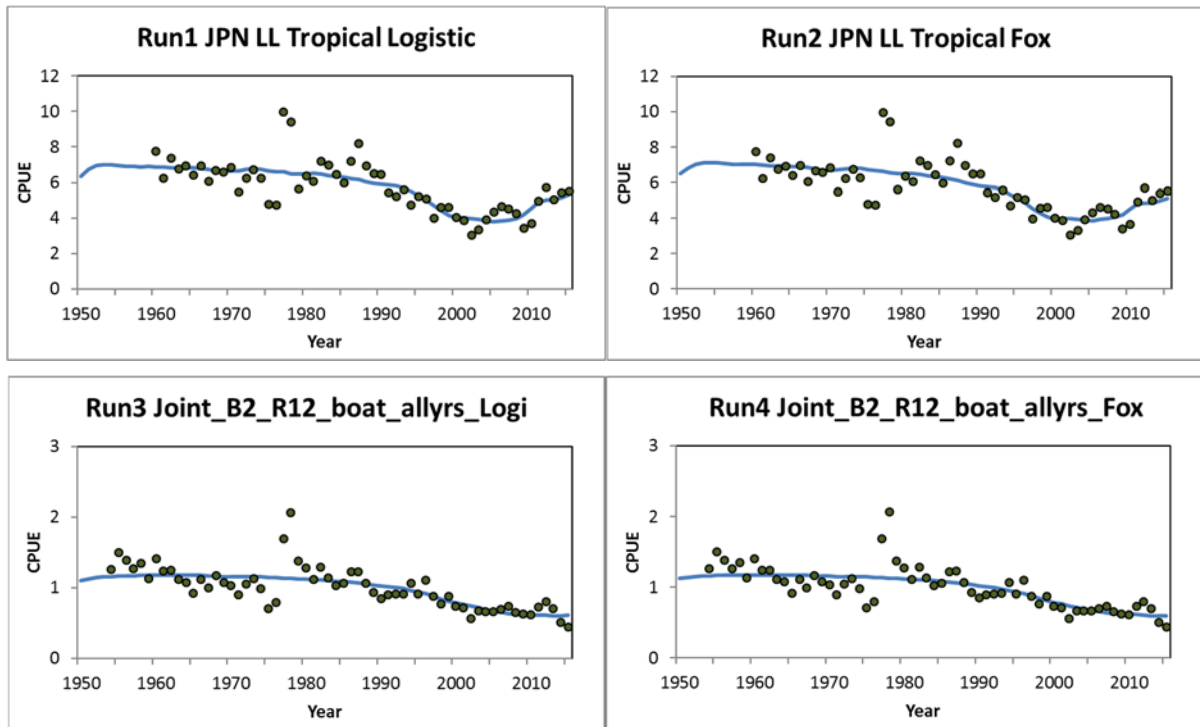 Run1 JPN LL Tropical Logistic
12
10
8
6
4
2
0
CPUE
1950 1960 1970 1980 1990 2000 2010
Year
Run2 JPN LL Tropical Fox
12
10
8
6
4
2
0
CPUE
1950 1960 1970 1980 1990 2000 2010
Year
Run3 Joint_B2_R12_boat_allyrs_Logi
3
2
1
0
CPUE
1950 1960 1970 1980 1990 2000 2010
Year
Run4 Joint_B2_R12_boat_allyrs_Fox
3
2
1
0
CPUE
1950 1960 1970 1980 1990 2000 2010
Year